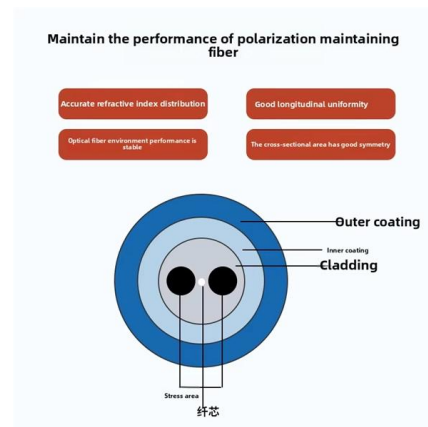 Maintain the performance of polarization maintaining
fiber
Accurate refractive index distribution
Good longitudinal uniformity
Optical fiber environment performance is
stable
The cross-sectional area has good symmetry
Outer coating
Inner coating
Cladding
Stress area
纤芯